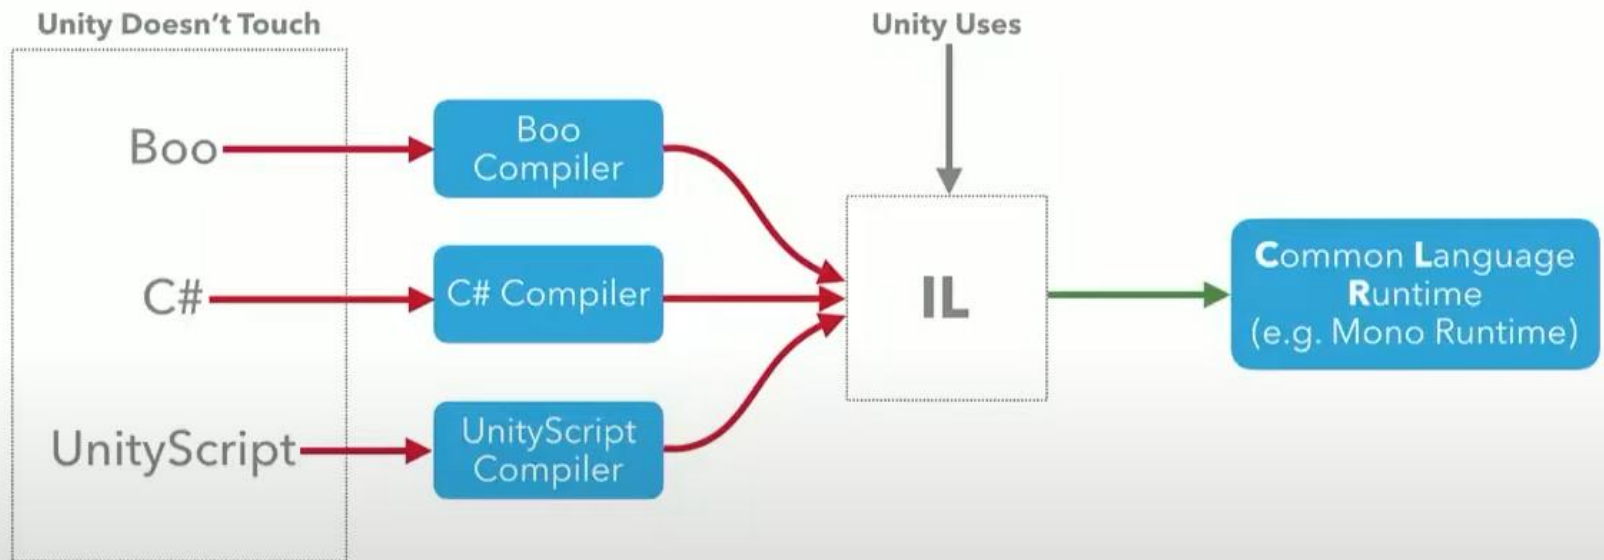 Unity Doesn't Touch
Unity Uses
Boo
Boo
Compiler
C#
C# Compiler
IL
Common Language
Runtime
(e.g. Mono Runtime)
UnityScript
UnityScript
Compiler